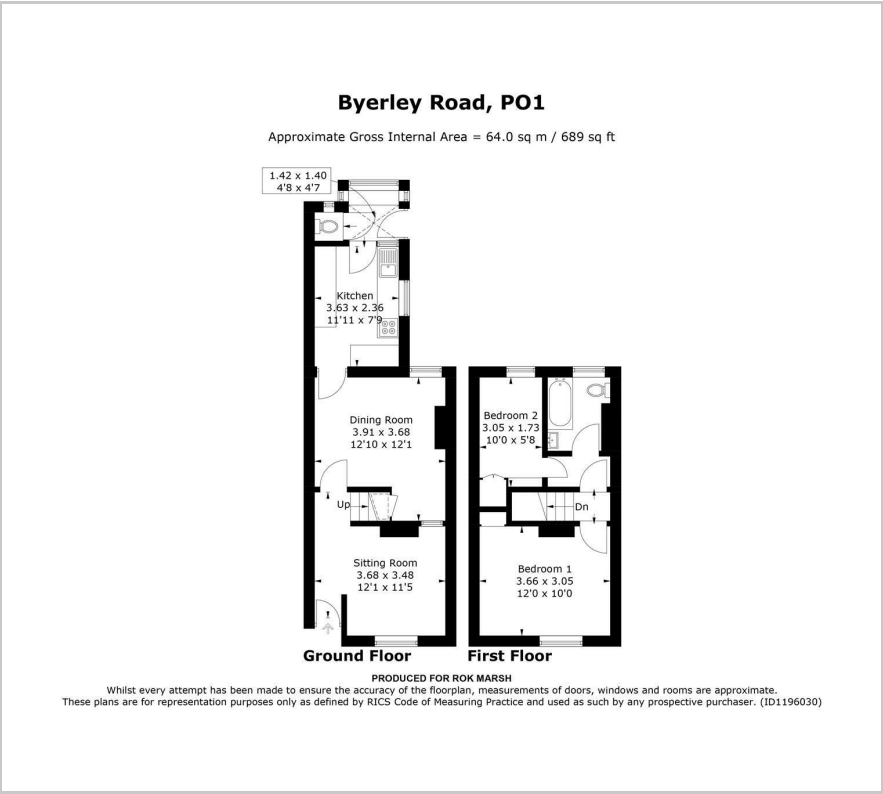 Byerley Road, PO1
Approximate Gross Internal Area = 64.0 sq m / 689 sq ft
1.42 x 1.40
4'8 x 4'7
Kitchen
3.63 x 2.36
11'11 x 7'9
Dining Room
3.91 x 3.68
12'10 x 12'1
Up
Sitting Room
3.68 x 3.48
12'1 x 11'5
Ground Floor
Bedroom 2
3.05 x 1.73
10'0 x 5'8
Dn
Bedroom 1
3.66 x 3.05
12'0 x 10'0
First Floor
PRODUCED FOR ROK MARSH
Whilst every attempt has been made to ensure the accuracy of the floorplan, measurements of doors, windows and rooms are approximate.
These plans are for representation purposes only as defined by RICS Code of Measuring Practice and used as such by any prospective purchaser. (ID1196030)